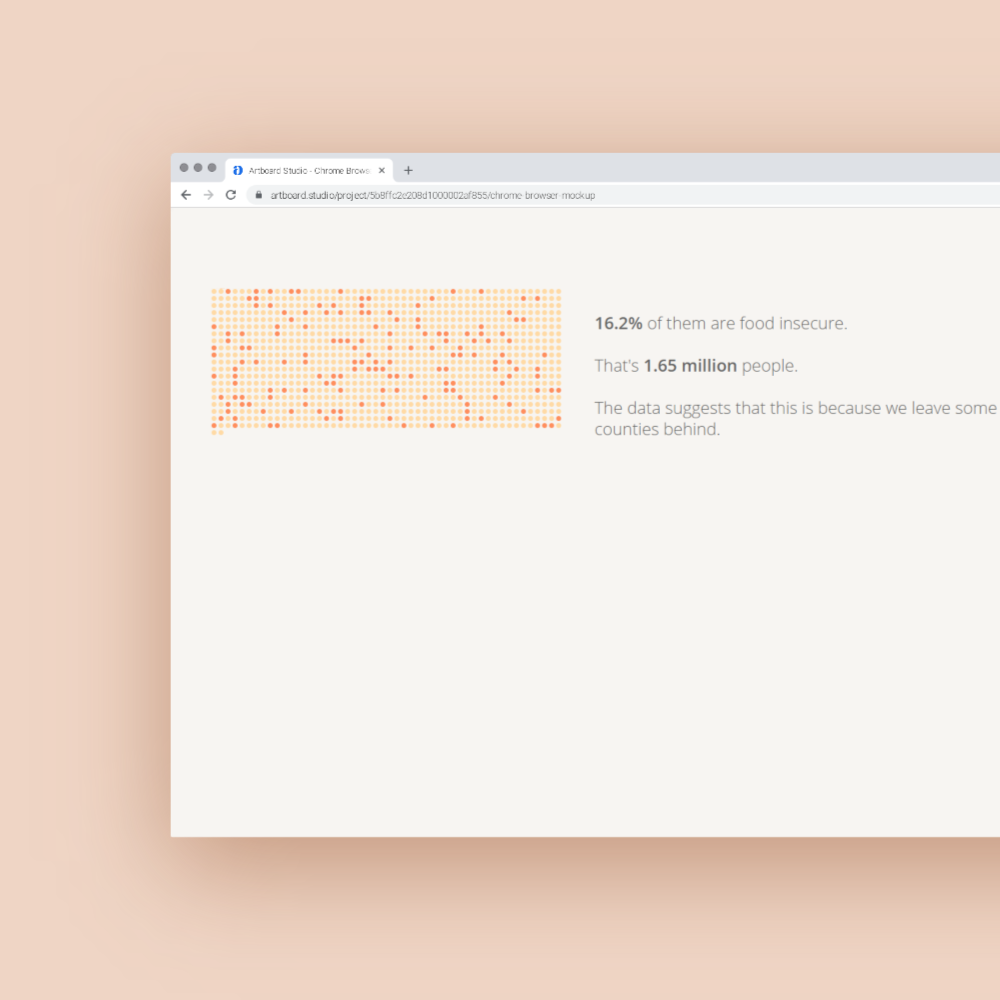 Artboard Studio - Chrome Brows
artboard.studio/project/5b8ffc2e208d1000002af855/chrome-browser-mockup
16.2% of them are food insecure.
That's 1.65 million people.
The data suggests that this is because we leave some
counties behind.